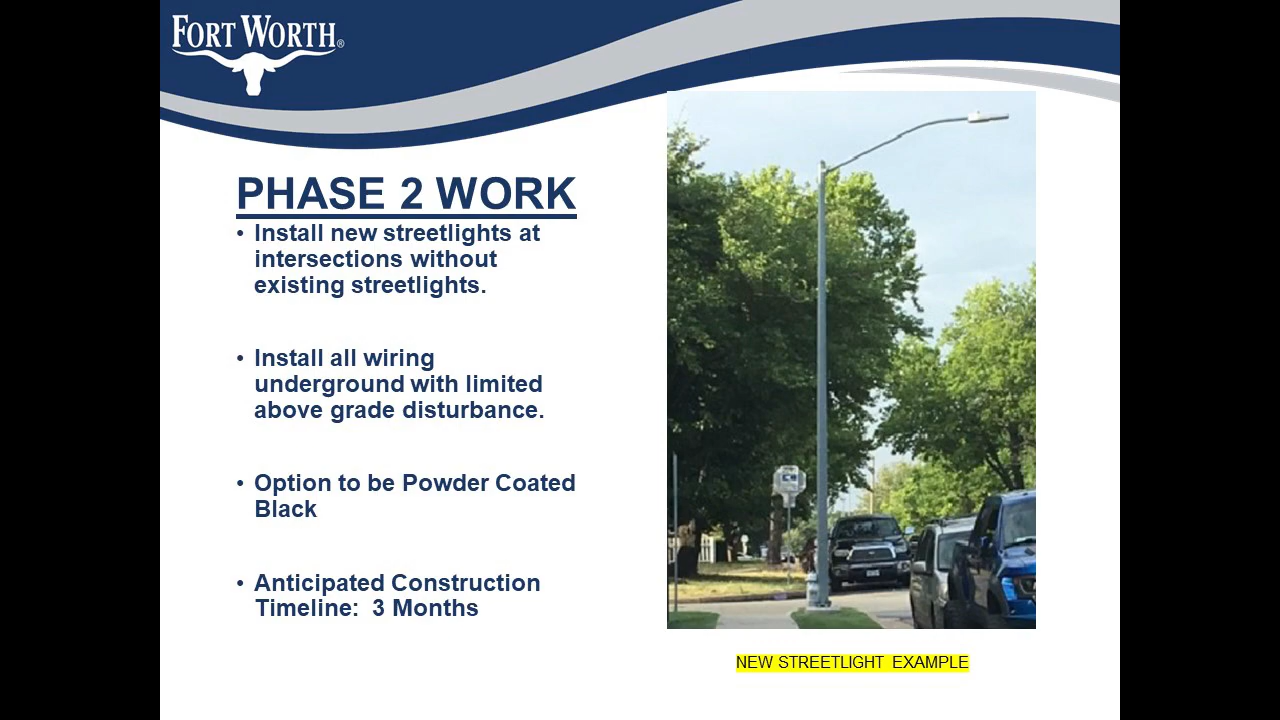 FORT WORTH®
PHASE 2 WORK
• Install new streetlights at
intersections without
existing streetlights.
• Install all wiring
underground with limited
above grade disturbance.
• Option to be Powder Coated
Black
• Anticipated Construction
Timeline: 3 Months
NEW STREETLIGHT EXAMPLE